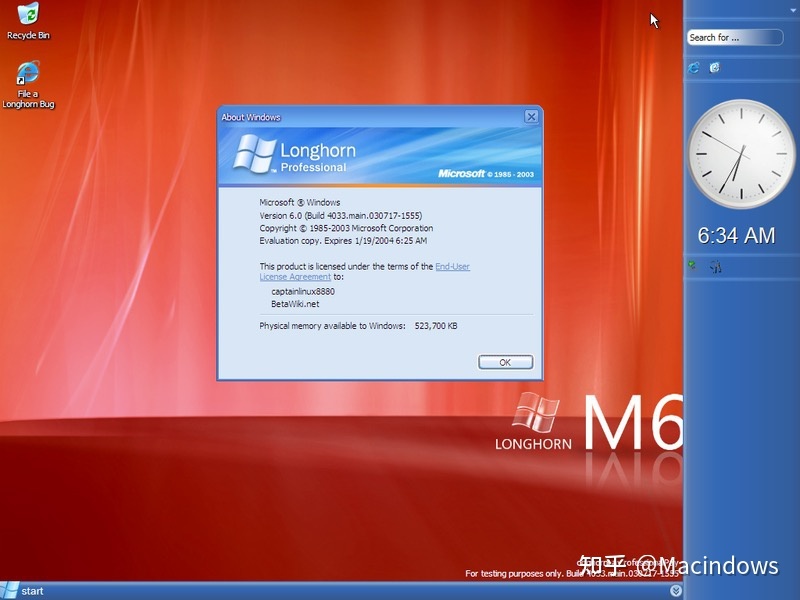 Recycle Bin
File a
Longhorn Bug
About Windows
Longhorn
Professional
Microsoft © 1985 - 2003
Microsoft ® Windows
Version 6.0 (Build 4033.main.030717-1555)
Copyright © 1985-2003 Microsoft Corporation
Evaluation copy. Expires 1/19/2004 6:25 AM
This product is licensed under the terms of the End-User
License Agreement to:
captainlinux8880
BetaWiki.net
Physical memory available to Windows: 523,700 KB
OK
Search for ...
6:34 AM
LONGHORN M6
For testing purposes only. Build 4033.main.030717-1555
知乎 @Macindows
start